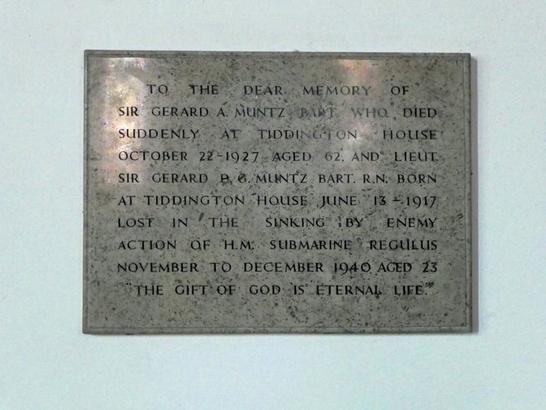 TO THE DEAR MEMORY OF
SIR GERARD A. MUNTZ BART. WHO DIED
SUDDENLY AT TIDDINGTON HOUSE
OCTOBER 22-1927 AGED 62, AND LIEUT.
SIR GERARD P. G. MUNTZ BART. R.N. BORN
AT TIDDINGTON HOUSE JUNE 13-1917
LOST IN THE SINKING BY ENEMY
ACTION OF H.M. SUBMARINE REGULUS
NOVEMBER TO DECEMBER 1940 AGED 23
"THE GIFT OF GOD IS ETERNAL LIFE."